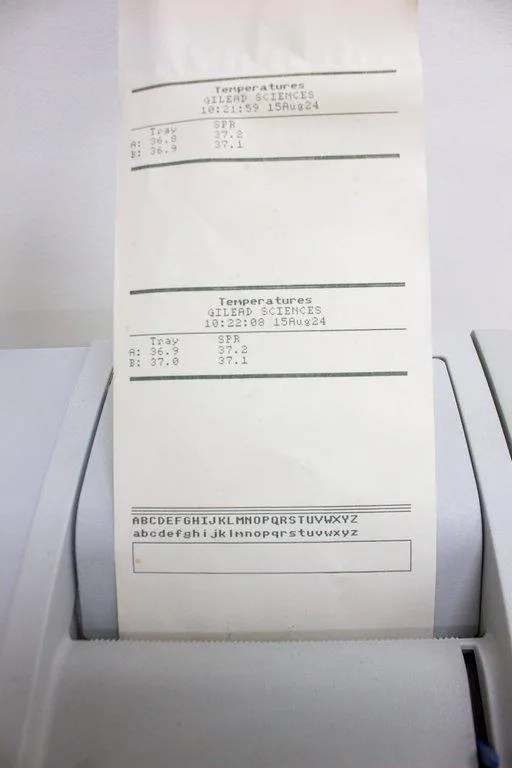 Temperatures
GILEAD SCIENCES
10:21:59 15Aug24
Tray SPR
A: 36.8 37.2
B: 36.9 37.1
Temperatures
GILEAD SCIENCES
10:22:08 15Aug24
Tray SPR
A: 36.9 37.2
B: 37.0 37.1
ABCDEFGHIJKLMNOPQRSTUVWXYZ
abcdefghijklmnopqrstuvwxyz